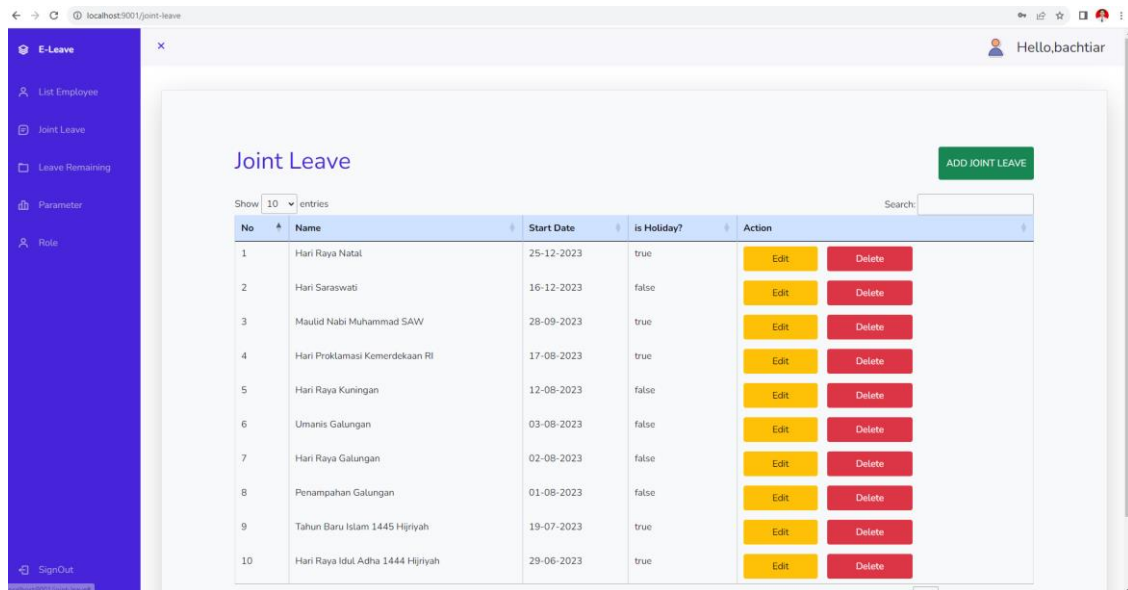 localhost:9001/joint-leave
E-Leave
Hello,bachtiar
List Employee
Joint Leave
Leave Remaining
Parameter
Role
SignOut
Joint Leave
ADD JOINT LEAVE
Show 10 entries
Search:
No Name Start Date is Holiday? Action
1 Hari Raya Natal 25-12-2023 true Edit Delete
2 Hari Saraswati 16-12-2023 false Edit Delete
3 Maulid Nabi Muhammad SAW 28-09-2023 true Edit Delete
4 Hari Proklamasi Kemerdekaan RI 17-08-2023 true Edit Delete
5 Hari Raya Kuningan 12-08-2023 false Edit Delete
6 Umanis Galungan 03-08-2023 false Edit Delete
7 Hari Raya Galungan 02-08-2023 false Edit Delete
8 Penampahan Galungan 01-08-2023 false Edit Delete
9 Tahun Baru Islam 1445 Hijriyah 19-07-2023 true Edit Delete
10 Hari Raya Idul Adha 1444 Hijriyah 29-06-2023 true Edit Delete